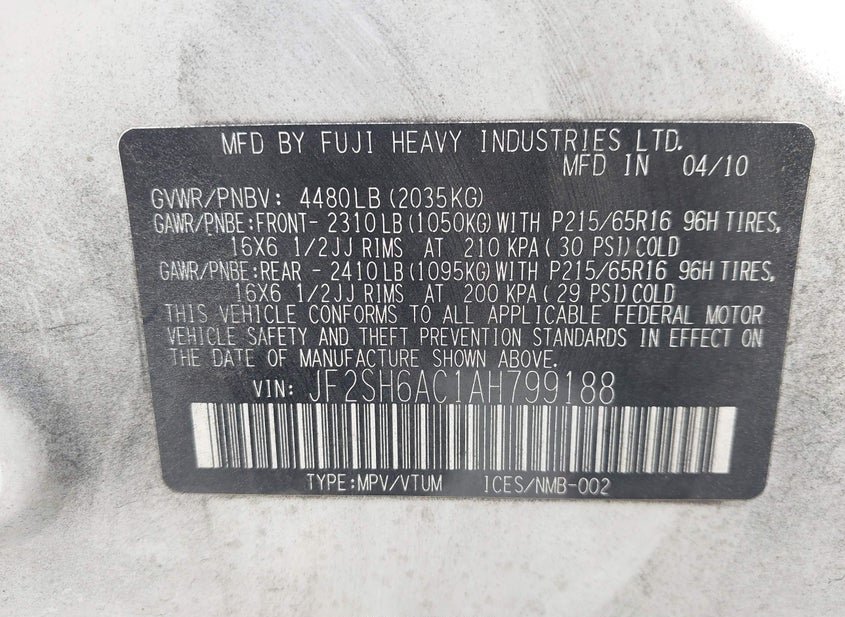 MFD BY FUJI HEAVY INDUSTRIES LTD.
MFD IN 04/10
GVWR/PNBV: 4480LB(2035KG)
GAWR/PNBE:FRONT- 2310LB(1050KG)WITH P215/65R16 96H TIRES,
16X6 1/2JJ RIMS AT 210 KPA( 30 PSI)COLD
GAWR/PNBE:REAR - 2410LB(1095KG)WITH P215/65R16 96H TIRES,
16X6 1/2JJ RIMS AT 200 KPA( 29 PSI)COLD
THIS VEHICLE CONFORMS TO ALL APPLICABLE FEDERAL MOTOR
VEHICLE SAFETY AND THEFT PREVENTION STANDARDS IN EFFECT ON
THE DATE OF MANUFACTURE SHOWN ABOVE.
VIN: JF2SH6AC1AH799188
TYPE:MPV/VTUM ICES/NMB-002